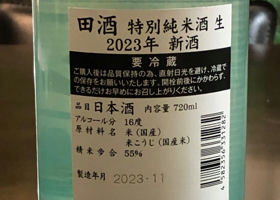 田酒 特別純米酒 生
2023年 新酒
要冷蔵
ご購入後は品質保持の為、直射日光を避け、冷蔵で
の保存をお願いいたします。開栓前後にかかわらず、
できるだけお早めにお召し上がりください。
品目 日本酒 内容量 720ml
アルコール分 16度
原材料名 米(国産)
米こうじ(国産米)
精米歩合 55%
製造年月 2023-11
4582356331282